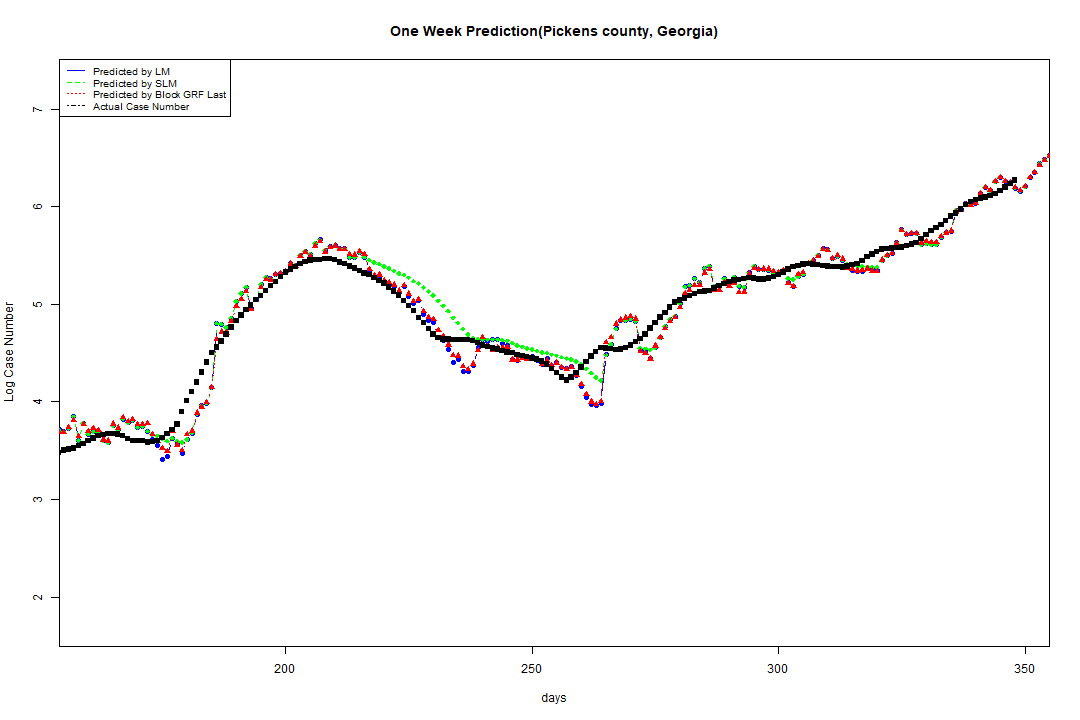 One Week Prediction(Pickens county, Georgia)
Predicted by LM
Predicted by SLM
Predicted by Block GRF Last
Actual Case Number
7
6
5
4
3
2
Log Case Number
200
250
300
350
days